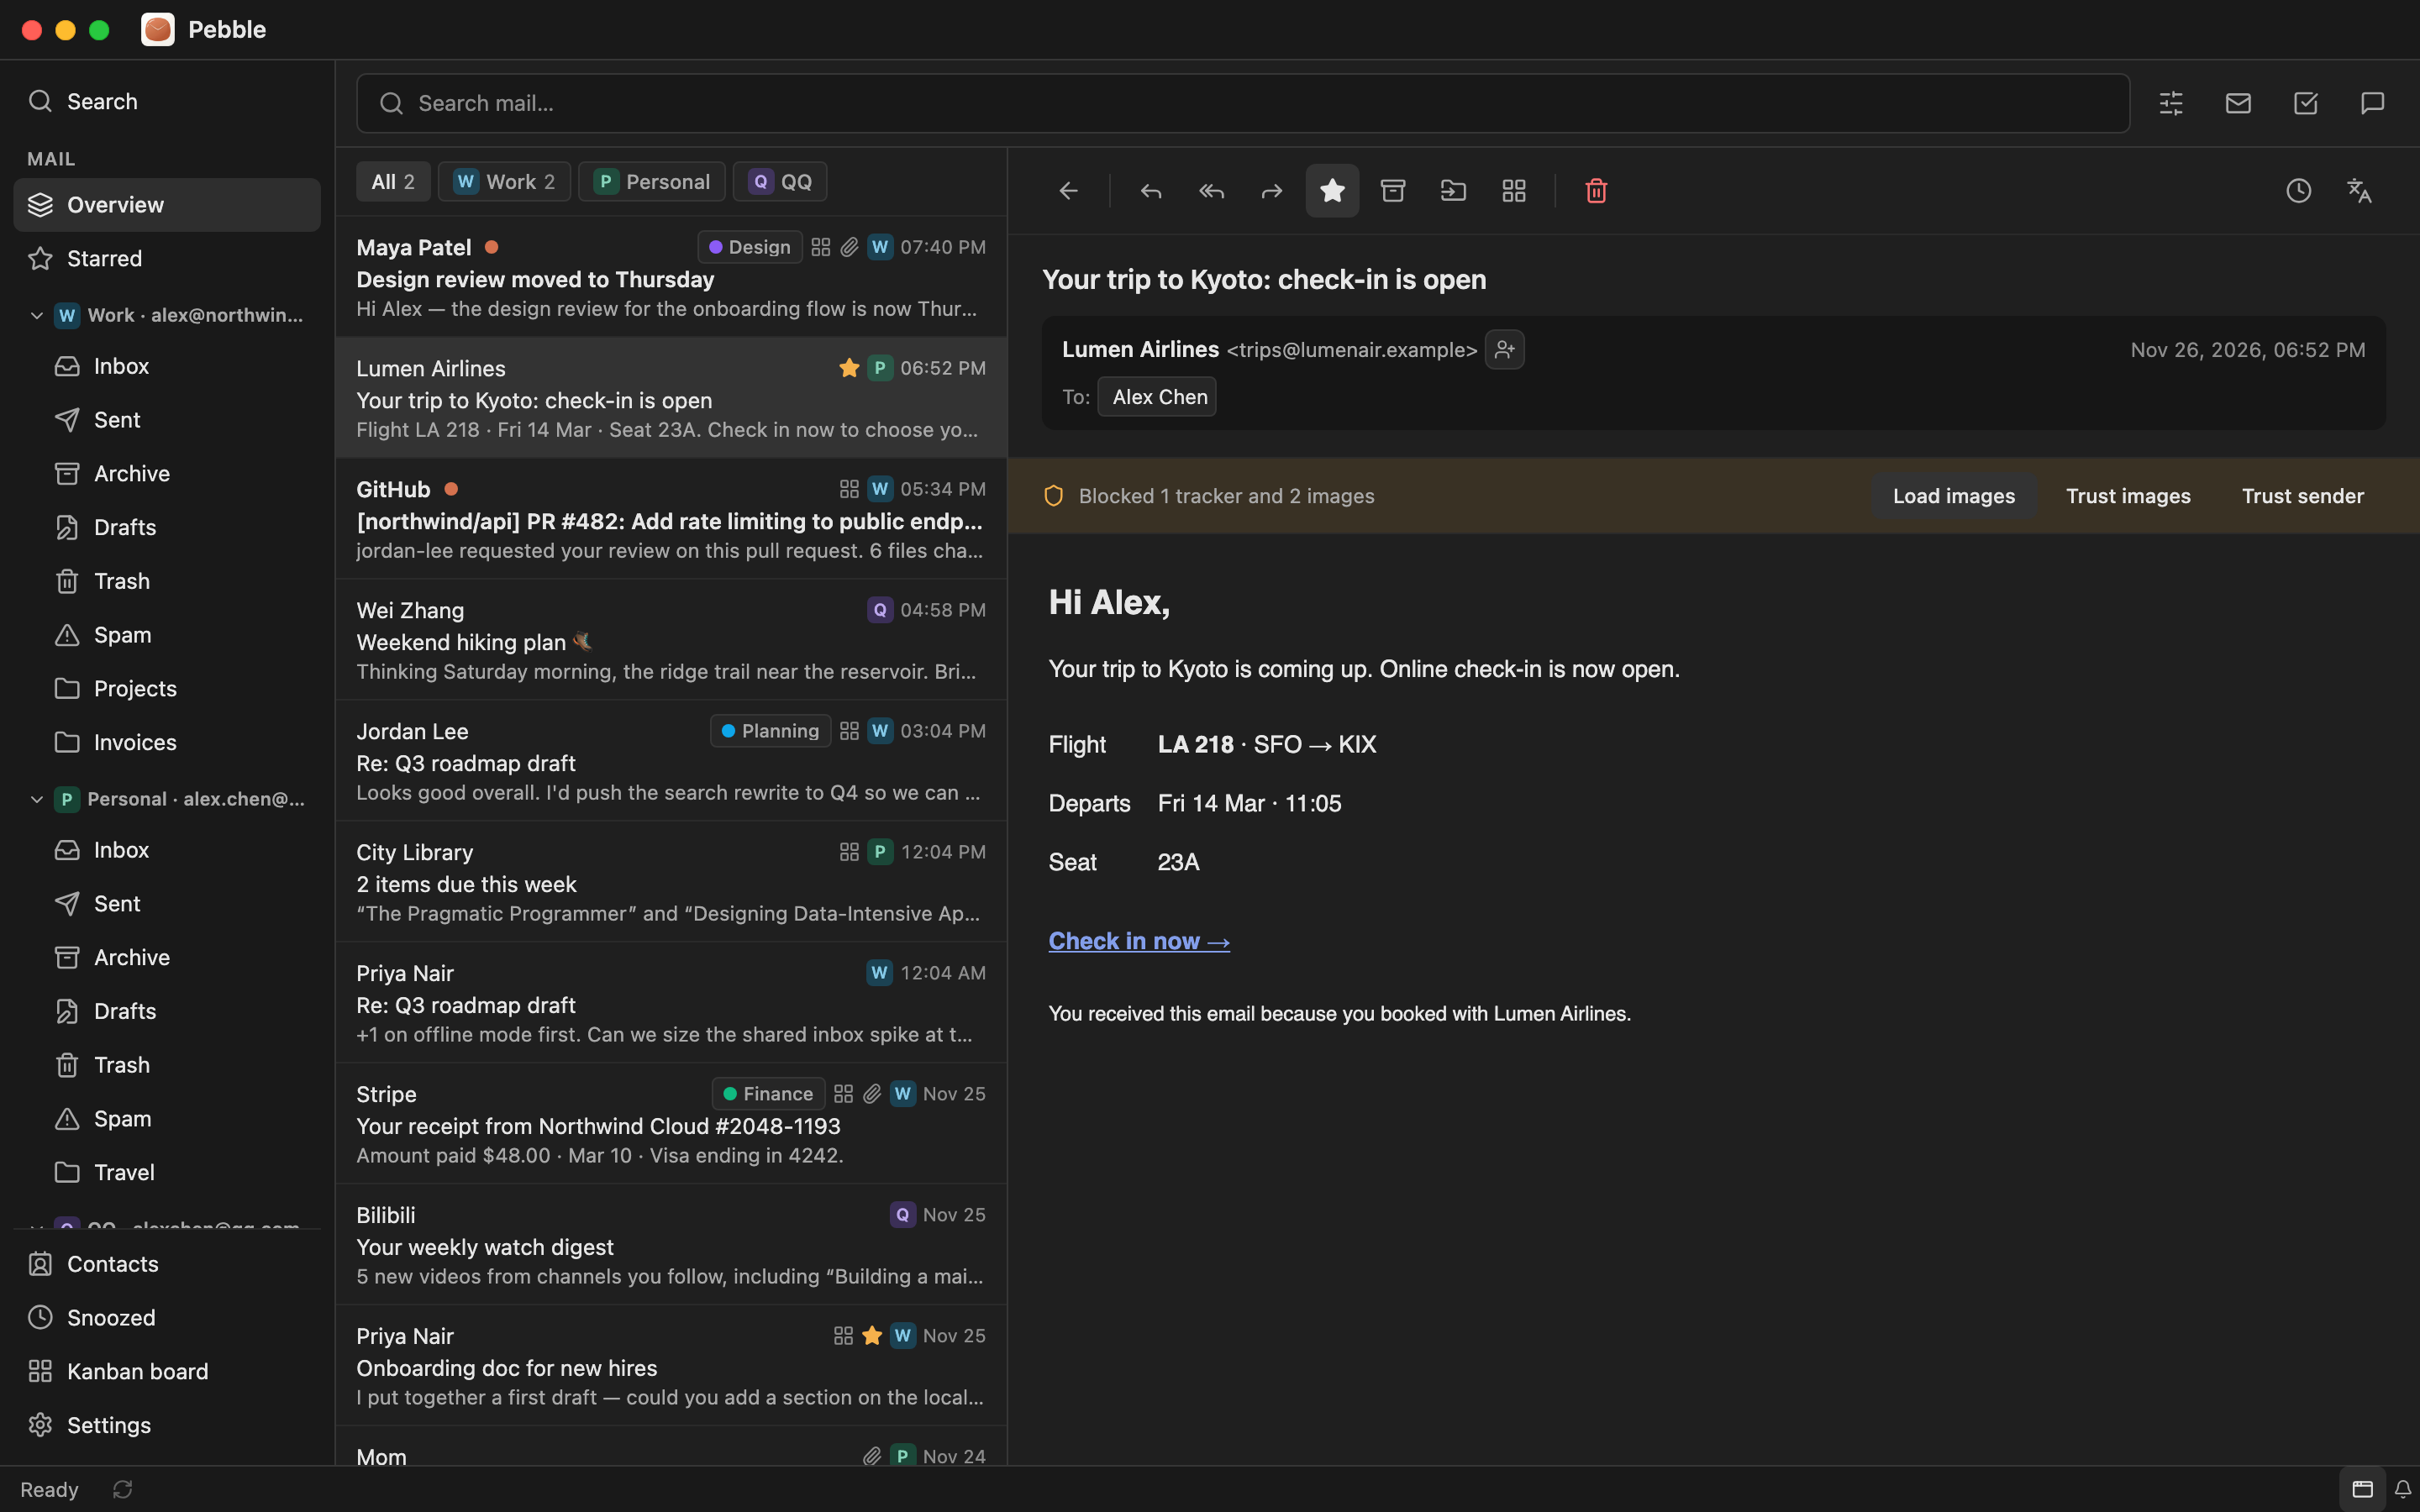 Pebble
Search
MAIL
Overview
Starred
W Work · alex@northwin...
Inbox
Sent
Archive
Drafts
Trash
Spam
Projects
Invoices
P Personal · alex.chen@...
Inbox
Sent
Archive
Drafts
Trash
Spam
Travel
Contacts
Snoozed
Kanban board
Settings
Ready
Search mail...
All 2 W Work 2 P Personal Q QQ
Maya Patel Design W 07:40 PM
Design review moved to Thursday
Hi Alex — the design review for the onboarding flow is now Thur...
Lumen Airlines P 06:52 PM
Your trip to Kyoto: check-in is open
Flight LA 218 · Fri 14 Mar · Seat 23A. Check in now to choose yo...
GitHub W 05:34 PM
[northwind/api] PR #482: Add rate limiting to public endp...
jordan-lee requested your review on this pull request. 6 files cha...
Wei Zhang Q 04:58 PM
Weekend hiking plan 🥾
Thinking Saturday morning, the ridge trail near the reservoir. Bri...
Jordan Lee Planning W 03:04 PM
Re: Q3 roadmap draft
Looks good overall. I'd push the search rewrite to Q4 so we can ...
City Library P 12:04 PM
2 items due this week
“The Pragmatic Programmer” and “Designing Data-Intensive Ap...
Priya Nair W 12:04 AM
Re: Q3 roadmap draft
+1 on offline mode first. Can we size the shared inbox spike at t...
Stripe Finance W Nov 25
Your receipt from Northwind Cloud #2048-1193
Amount paid $48.00 · Mar 10 · Visa ending in 4242.
Bilibili Q Nov 25
Your weekly watch digest
5 new videos from channels you follow, including “Building a mai...
Priya Nair W Nov 25
Onboarding doc for new hires
I put together a first draft — could you add a section on the local...
Mom P Nov 24
Your trip to Kyoto: check-in is open
Lumen Airlines <trips@lumenair.example> Nov 26, 2026, 06:52 PM
To: Alex Chen
Blocked 1 tracker and 2 images Load images Trust images Trust sender
Hi Alex,
Your trip to Kyoto is coming up. Online check-in is now open.
Flight LA 218 · SFO → KIX
Departs Fri 14 Mar · 11:05
Seat 23A
Check in now →
You received this email because you booked with Lumen Airlines.